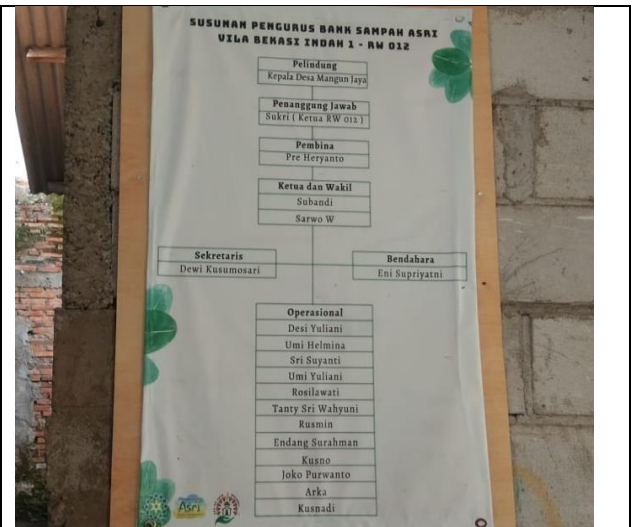 SUSUNAN PENGURUS BANK SAMPAH ASRI
VILA BEKASI INDAH 1 - RW 012
Pelindung
Kepala Desa Mangun Jaya
Penanggung Jawab
Sukri ( Ketua RW 012 )
Pembina
Pre Heryanto
Ketua dan Wakil
Subandi
Sarwo W
Sekretaris
Dewi Kusumosari
Bendahara
Eni Supriyatni
Operasional
Desi Yuliani
Umi Helmina
Sri Suyanti
Umi Yuliani
Rosilawati
Tanty Sri Wahyuni
Rusmin
Endang Surahman
Kusno
Joko Purwanto
Arka
Kusnadi
Asri